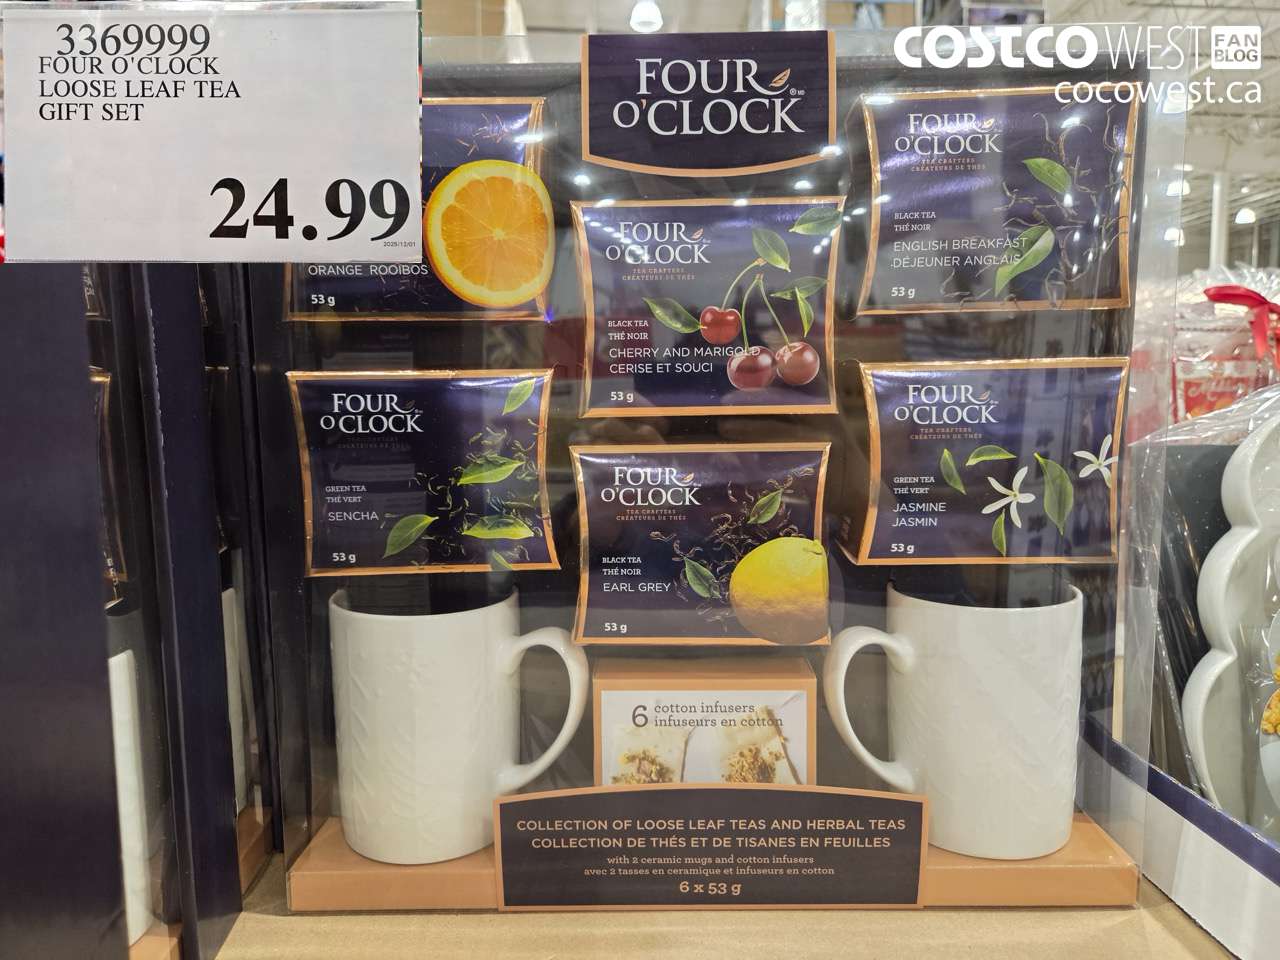 3369999
FOUR O'CLOCK
LOOSE LEAF TEA
GIFT SET
24.99
2025/12/01
COSTCO WEST FAN BLOG
cocowest.ca
FOUR
O'CLOCK
®MD
ORANGE ROOIBOS
53 g
FOUR
O'CLOCK
TEA CRAFTERS
CRÉATEURS DE THÉS
BLACK TEA
THÉ NOIR
CHERRY AND MARIGOLD
CERISE ET SOUCI
53 g
FOUR
O'CLOCK
TEA CRAFTERS
CRÉATEURS DE THÉS
BLACK TEA
THÉ NOIR
ENGLISH BREAKFAST
DÉJEUNER ANGLAIS
53 g
FOUR
O'CLOCK
TEA CRAFTERS
CRÉATEURS DE THÉS
GREEN TEA
THÉ VERT
SENCHA
53 g
FOUR
O'CLOCK
TEA CRAFTERS
CRÉATEURS DE THÉS
BLACK TEA
THÉ NOIR
EARL GREY
53 g
FOUR
O'CLOCK
TEA CRAFTERS
CRÉATEURS DE THÉS
GREEN TEA
THÉ VERT
JASMINE
JASMIN
53 g
6 cotton infusers
infuseurs en cotton
COLLECTION OF LOOSE LEAF TEAS AND HERBAL TEAS
COLLECTION DE THÉS ET DE TISANES EN FEUILLES
with 2 ceramic mugs and cotton infusers
avec 2 tasses en ceramique et infuseurs en cotton
6 x 53 g